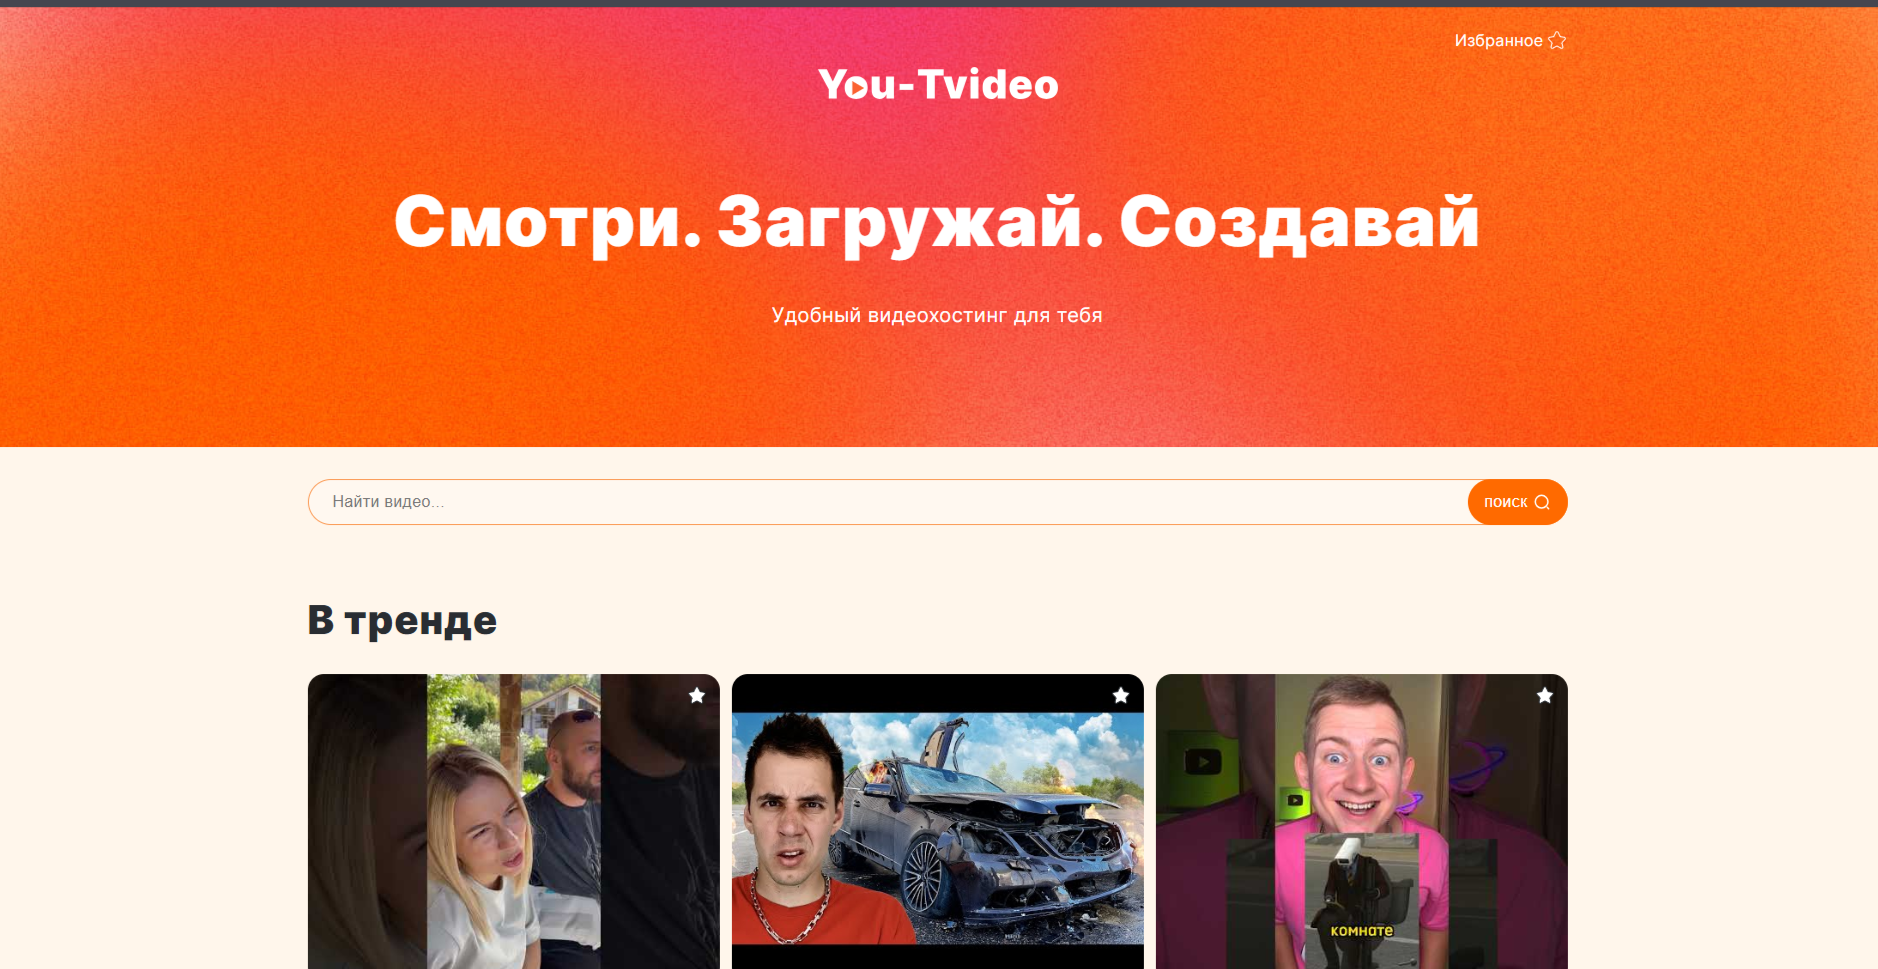 Избранное
You-Tvideo
Смотри. Загружай. Создавай
Удобный видеохостинг для тебя
Найти видео...
поиск
В тренде
комнате